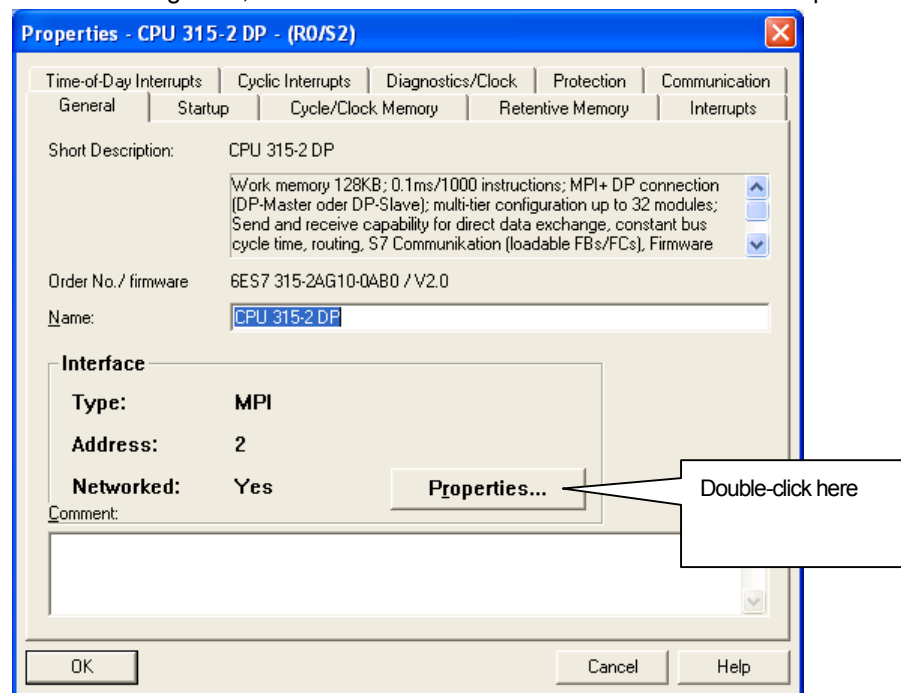 Properties - CPU 315-2 DP - (R0/S2)
Time-of-Day Interrupts Cyclic Interrupts Diagnostics/Clock Protection Communication
General Startup Cycle/Clock Memory Retentive Memory Interrupts
Short Description: CPU 315-2 DP
Work memory 128KB; 0.1ms/1000 instructions; MPI+ DP connection
(DP-Master oder DP-Slave); multi-tier configuration up to 32 modules;
Send and receive capability for direct data exchange, constant bus
cycle time, routing, S7 Communikation (loadable FBs/FCs), Firmware
Order No./ firmware 6ES7 315-2AG10-0AB0 / V2.0
Name: CPU 315-2 DP
Interface
Type: MPI
Address: 2
Networked: Yes Properties... Double-click here
Comment:
OK Cancel Help